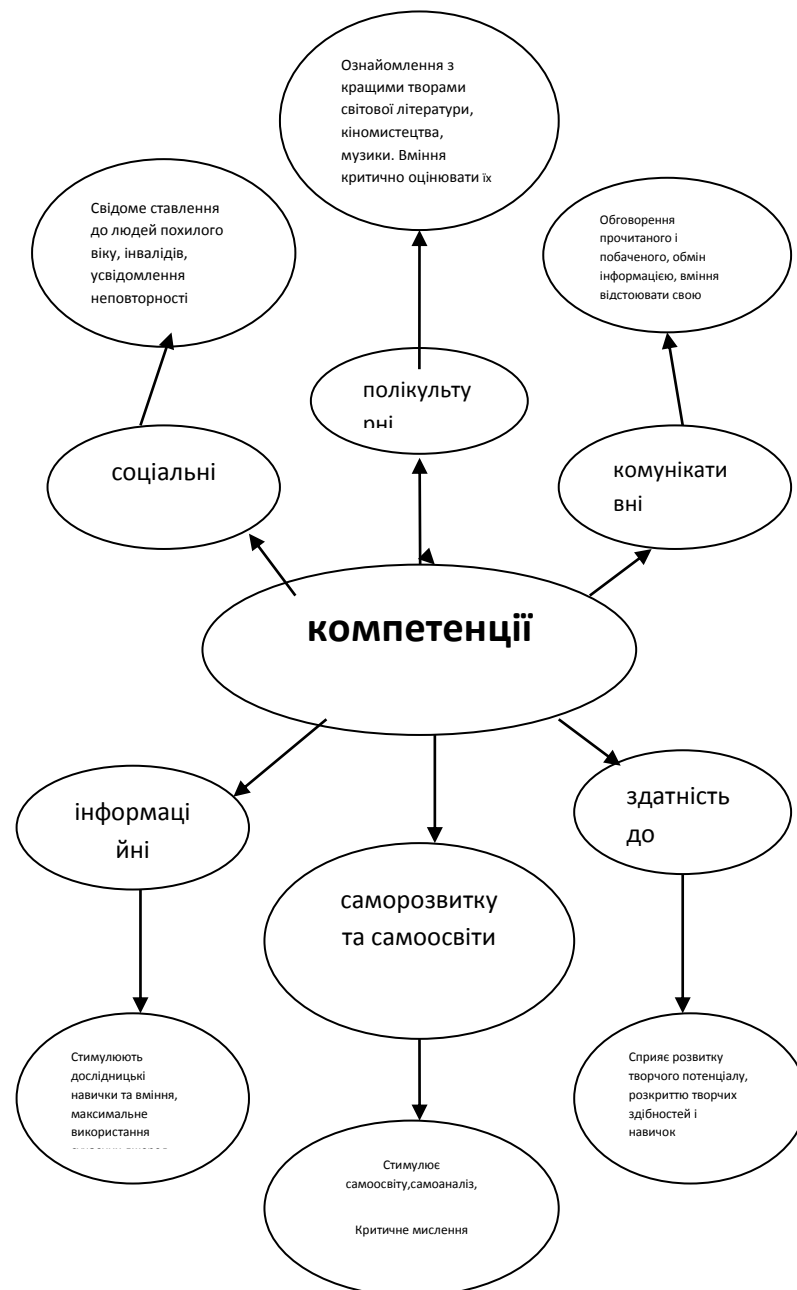 Ознайомлення з
кращими творами
світової літератури,
кіномистецтва,
музики. Вміння
критично оцінювати їх
Свідоме ставлення
до людей похилого
віку, інвалідів,
усвідомлення
неповторності
Обговорення
прочитаного і
побаченого, обмін
інформацією, вміння
відстоювати свою
полікульту
рні
соціальні
комунікати
вні
компетенції
інформаці
йні
саморозвитку
та самоосвіти
здатність
до
Стимулюють
дослідницькі
навички та вміння,
максимальне
використання
Сприяє розвитку
творчого потенціалу,
розкриттю творчих
здібностей і
навичок
Стимулює
самоосвіту,самоаналіз,
Критичне мислення